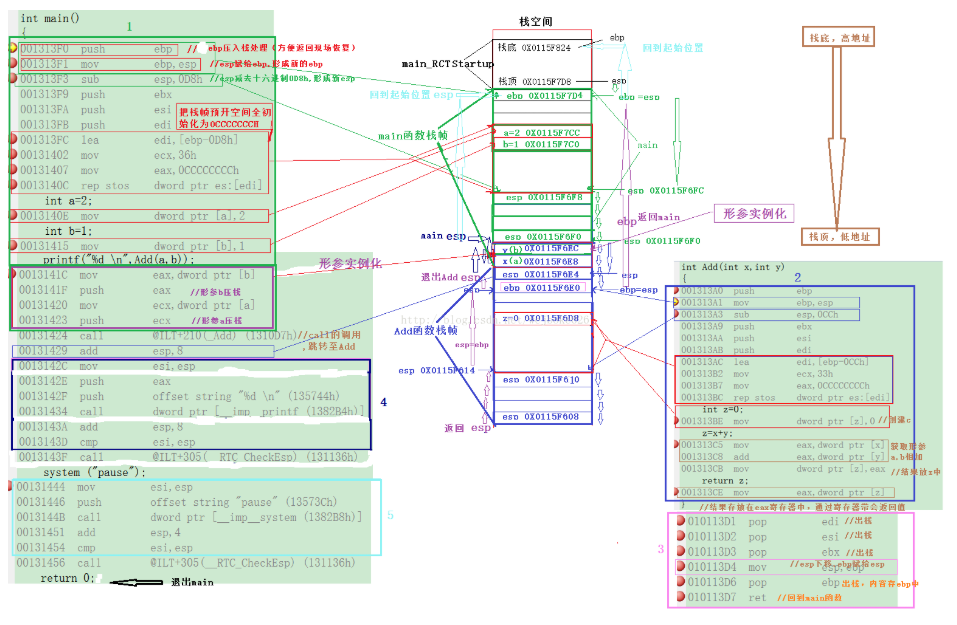 int main()
{
1
001313F0 push ebp //ebp压入栈处理（方便返回现场恢复）
001313F1 mov ebp,esp //esp赋给ebp,形成新的ebp
001313F3 sub esp,0D8h //esp减去十六进制0D8h,形成新esp
001313F9 push ebx
001313FA push esi
001313FB push edi
把栈帧预开空间全初
始化为0CCCCCCCCH
001313FC lea edi,[ebp-0D8h]
00131402 mov ecx,36h
00131407 mov eax,0CCCCCCCCh
0013140C rep stos dword ptr es:[edi]
int a=2;
0013140E mov dword ptr [a],2
int b=1;
00131415 mov dword ptr [b],1
printf("%d \n",Add(a,b));
0013141C mov eax,dword ptr [b]
0013141F push eax //形参b压栈
00131420 mov ecx,dword ptr [a]
00131423 push ecx //形参a压栈
00131424 call @ILT+210(_Add) (1310D7h)//call的调用
,跳转至Add
00131429 add esp,8
0013142C mov esi,esp
0013142E push eax
0013142F push offset string "%d \n" (135744h)
00131434 call dword ptr [__imp__printf (1382B4h)]
0013143A add esp,8
0013143D cmp esi,esp
4
0013143F call @ILT+305(__RTC_CheckEsp) (131136h)
system ("pause");
00131444 mov esi,esp
00131446 push offset string "pause" (13573Ch)
0013144B call dword ptr [__imp__system (1382B8h)]
00131451 add esp,4
00131454 cmp esi,esp
5
00131456 call @ILT+305(__RTC_CheckEsp) (131136h)
return 0;
退出main
栈空间
栈底 0X0115F824
ebp
回到起始位置
main_RCTStartup
栈顶 0X0115F7D8
esp
回到起始位置 esp
ebp 0X0115F7D4
ebp =esp
main函数栈帧
a=2 0X0115F7CC
b=1 0X0115F7C0
main
esp 0X0115F6FC
esp 0X0115F6F8
ebp返回main
形参实例化
main esp
esp 0X0115F6F0
esp 0X0115F6F0
y(b)0X0115F6EC
x(a)0X0115F6E8
形参实例化
退出Add esp
esp 0X0115F6E4
esp
esp
ebp 0X0115F6E0
ebp=esp
Add函数栈帧
z=0 0X0115F6D8
esp=ebp
esp 0X0115F614
esp 0X0115F610
esp 0X0115F608
返回 esp
栈底，高地址
栈顶，低地址
int Add(int x,int y)
{
2
001313A0 push ebp
001313A1 mov ebp,esp
001313A3 sub esp,0CCh
001313A9 push ebx
001313AA push esi
001313AB push edi
001313AC lea edi,[ebp-0CCh]
001313B2 mov ecx,33h
001313B7 mov eax,0CCCCCCCCh
001313BC rep stos dword ptr es:[edi]
int z=0;
001313BE mov dword ptr [z],0 //创建c
z=x+y;
001313C5 mov eax,dword ptr [x] 获取形参
001313C8 add eax,dword ptr [y] a,b相加
001313CB mov dword ptr [z],eax //结果放z中
return z;
001313CE mov eax,dword ptr [z]
}
//结果存放在eax寄存器中，通过寄存器带会返回值
3
010113D1 pop edi //出栈
010113D2 pop esi //出栈
010113D3 pop ebx //出栈
010113D4 mov esp,ebp
//esp下移,ebp赋给esp
010113D6 pop ebp 出栈，内容存ebp中
010113D7 ret //回到main函数